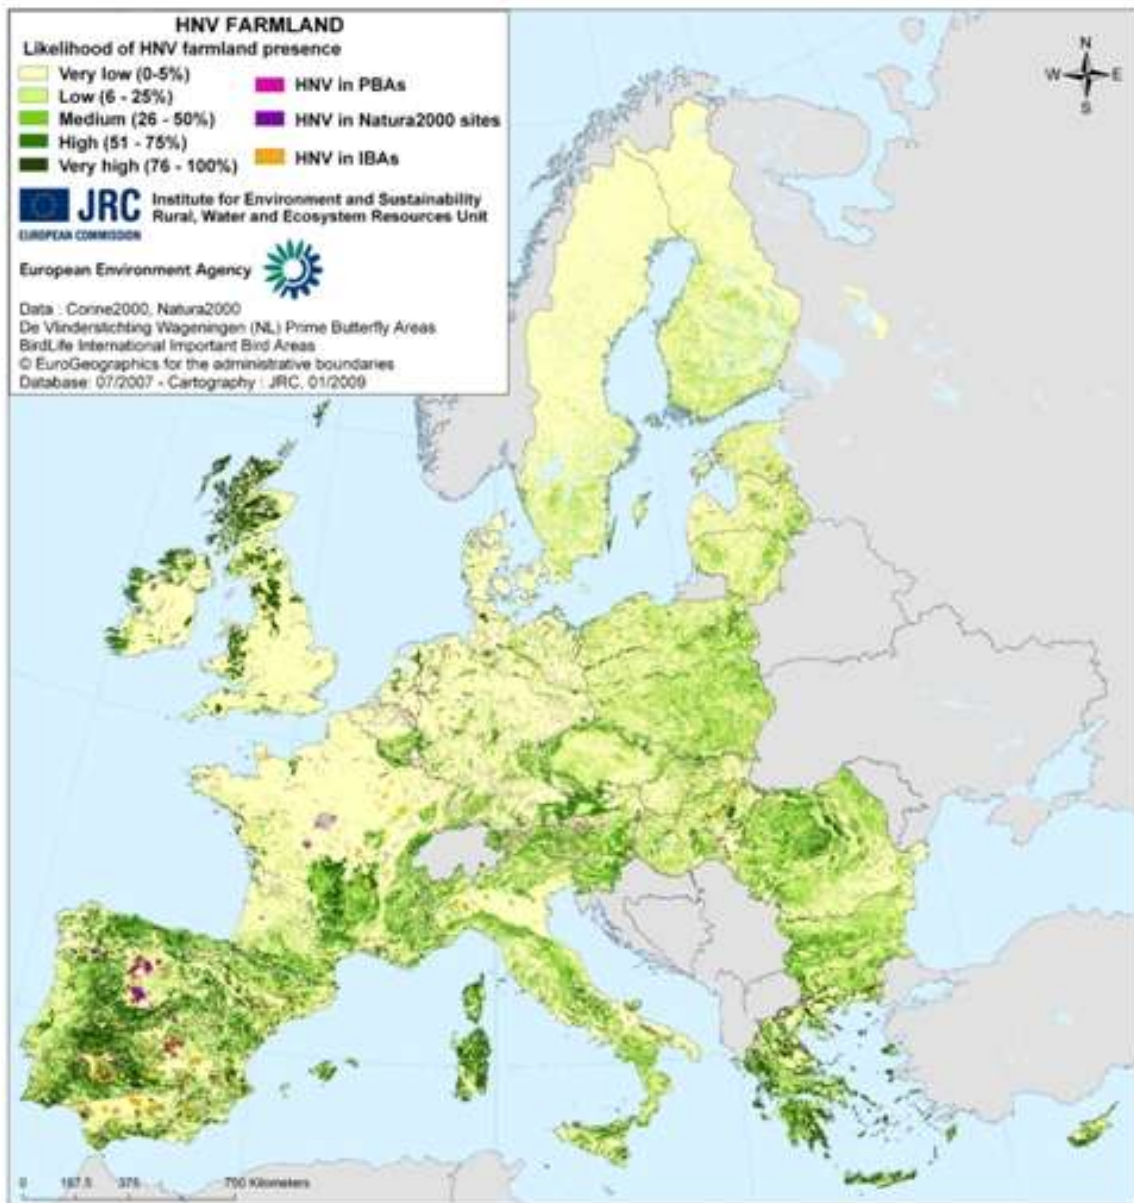 HNV FARMLAND
Likelihood of HNV farmland presence
Very low (0-5%)
Low (6 - 25%)
Medium (26 - 50%)
High (51 - 75%)
Very high (76 - 100%)
HNV in PBAs
HNV in Natura2000 sites
HNV in IBAs
JRC
EUROPEAN COMMISSION
Institute for Environment and Sustainability
Rural, Water and Ecosystem Resources Unit
European Environment Agency
Data : Corine2000, Natura2000
De Vlinderstichting Wageningen (NL) Prime Butterfly Areas
BirdLife International Important Bird Areas
© EuroGeographics for the administrative boundaries
Database: 07/2007 - Cartography : JRC, 01/2009
N
W E
S
0 187.5 375 750 Kilometers